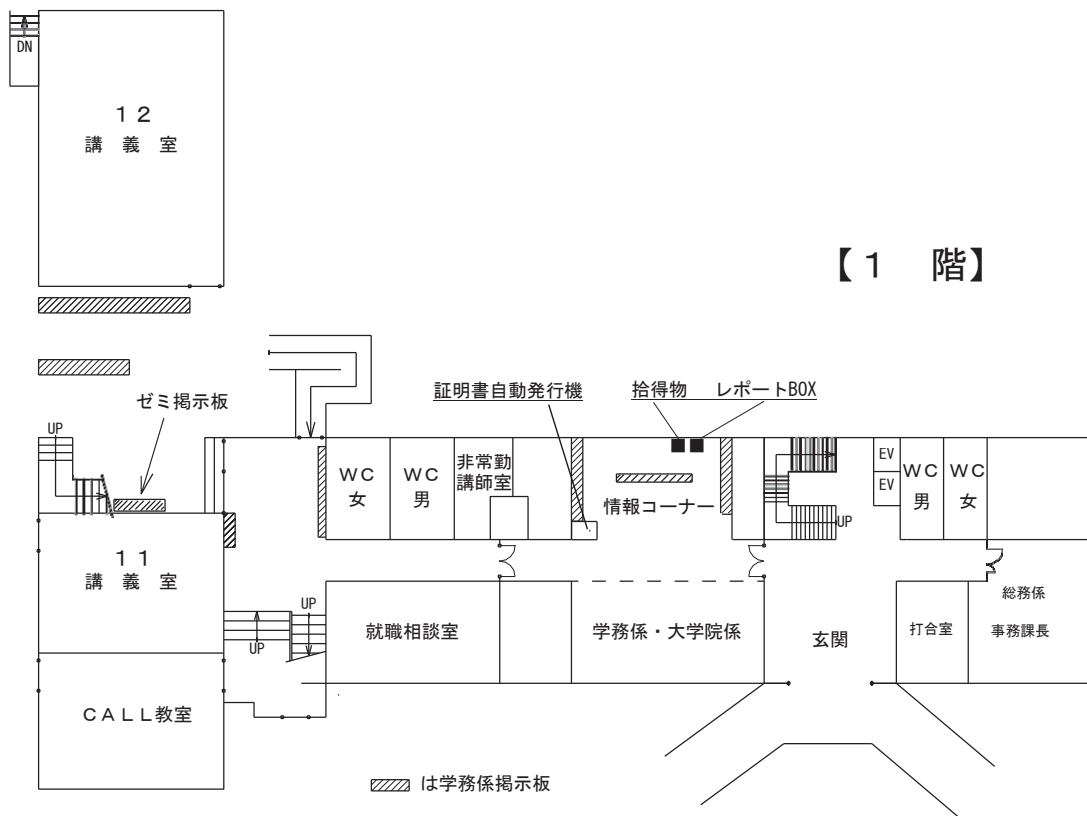 DN
１２
講 義 室
【１ 階】
ゼミ掲示板
証明書自動発行機
拾得物
レポートBOX
UP
WC
女
WC
男
非常勤
講師室
情報コーナー
EV
EV
UP
WC
男
WC
女
１１
講 義 室
UP
UP
就職相談室
学務係・大学院係
玄関
打合室
総務係
事務課長
ＣＡＬＬ教室
は学務係掲示板